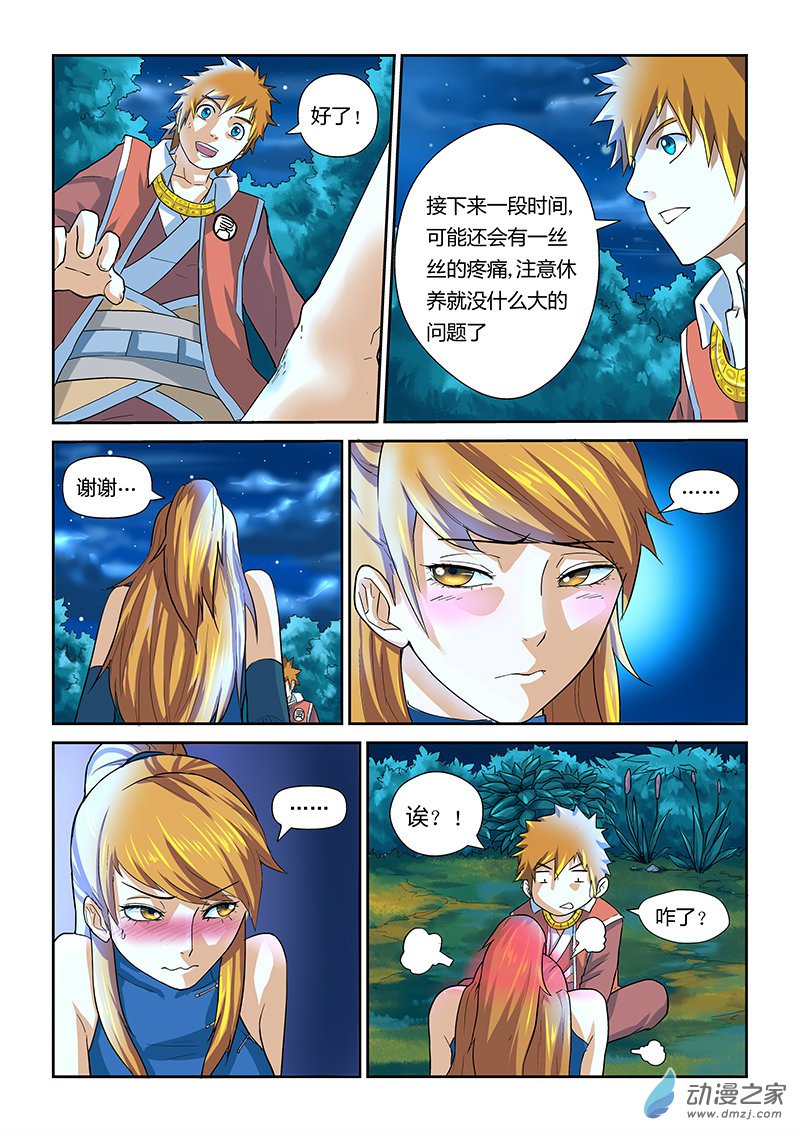 好了!
接下来一段时间,
可能还会有一丝
丝的疼痛,注意休
养就没什么大的
问题了
谢谢…
……
……
诶?!
咋了?
动漫之家
www.dmzj.com